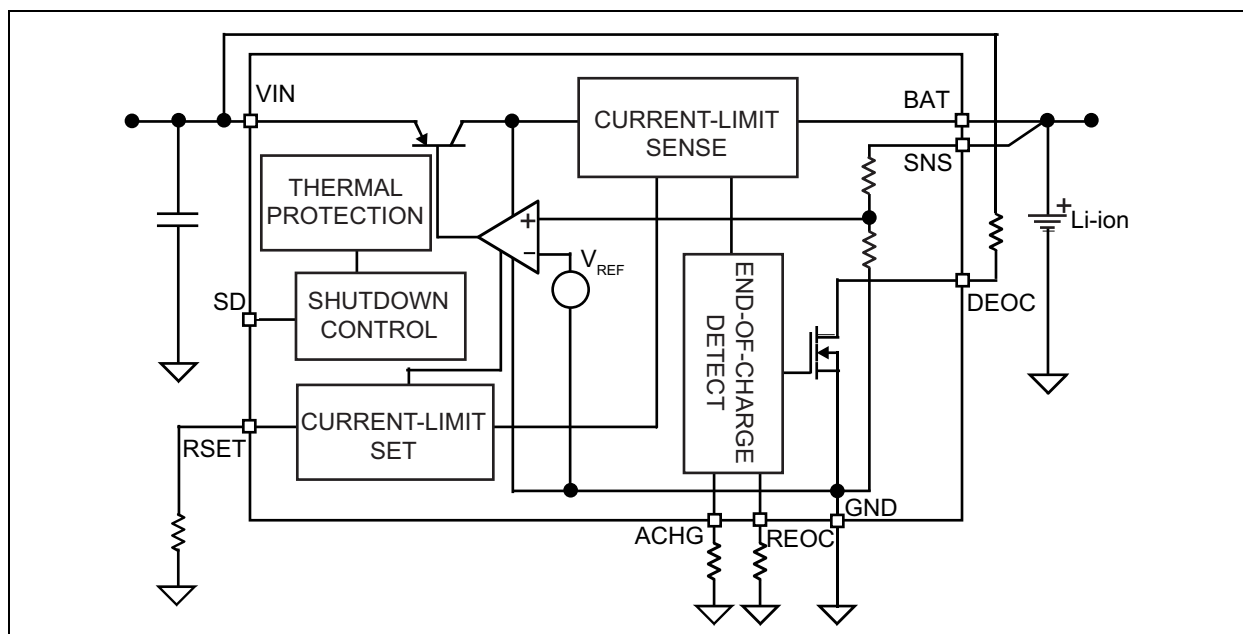 VIN
BAT
CURRENT-LIMIT
SENSE
SNS
THERMAL
PROTECTION
+
+
Li-ion
−
VREF
SD
SHUTDOWN
CONTROL
END-OF-CHARGE
DETECT
DEOC
RSET
CURRENT-LIMIT
SET
GND
ACHG
REOC